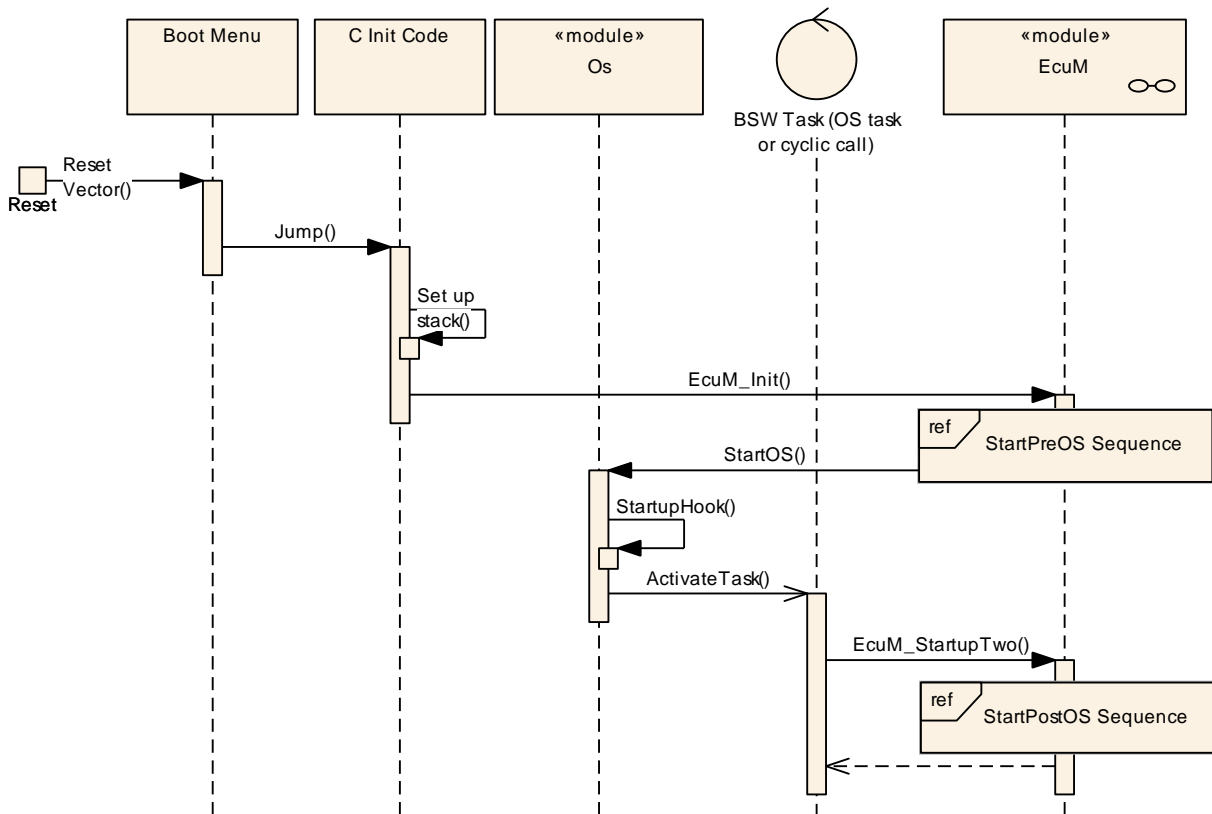 Boot Menu
C Init Code
«module»
Os
BSW Task (OS task
or cyclic call)
«module»
EcuM
Reset
Vector()
Reset
Jump()
Set up
stack()
EcuM_Init()
ref
StartPreOS Sequence
StartOS()
StartupHook()
ActivateTask()
EcuM_StartupTwo()
ref
StartPostOS Sequence